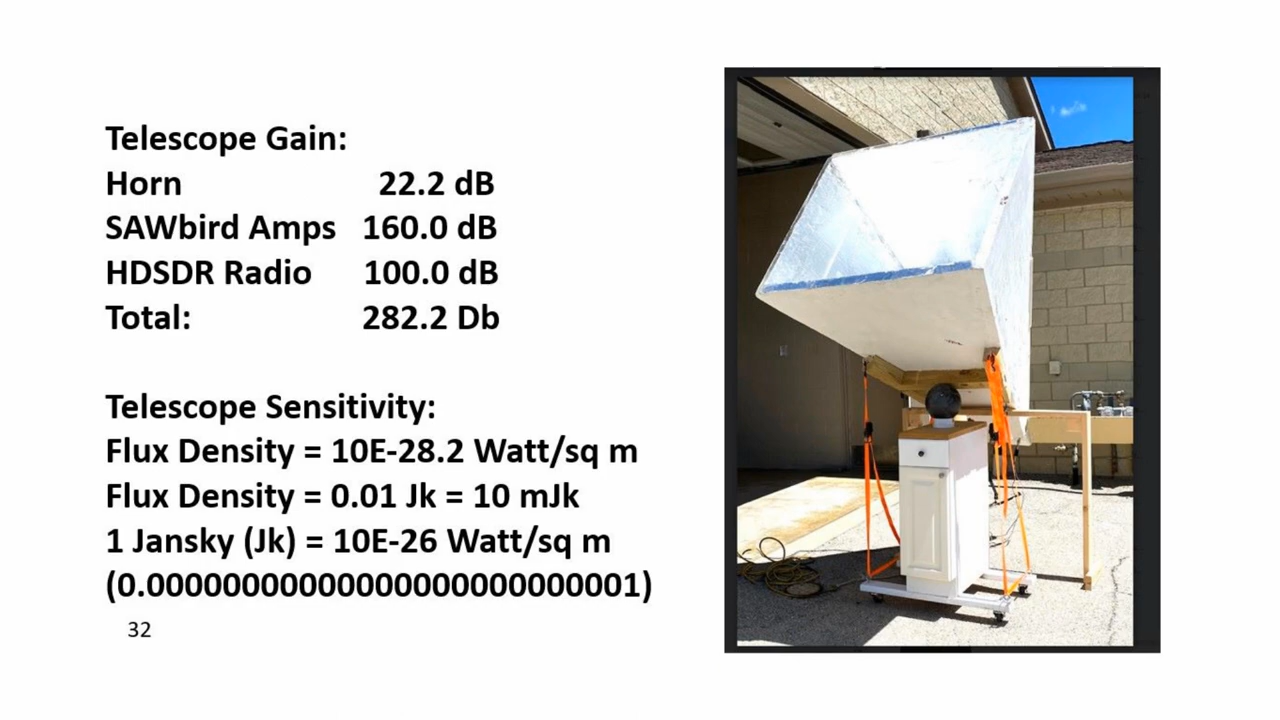 Telescope Gain:
Horn 22.2 dB
SAWbird Amps 160.0 dB
HDSDR Radio 100.0 dB
Total: 282.2 Db
Telescope Sensitivity:
Flux Density = 10E-28.2 Watt/sq m
Flux Density = 0.01 Jk = 10 mJk
1 Jansky (Jk) = 10E-26 Watt/sq m
(0.00000000000000000000000001)
32